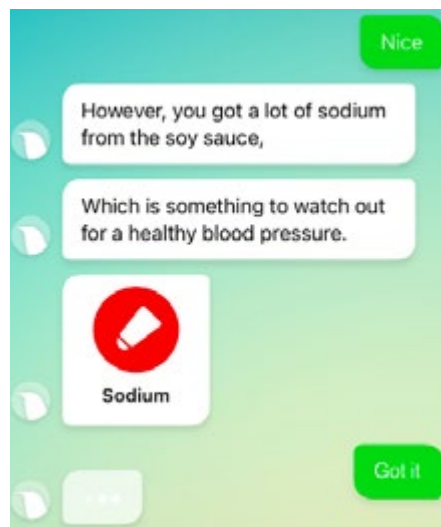 Nice
However, you got a lot of sodium
from the soy sauce,
Which is something to watch out
for a healthy blood pressure.
Sodium
Got it